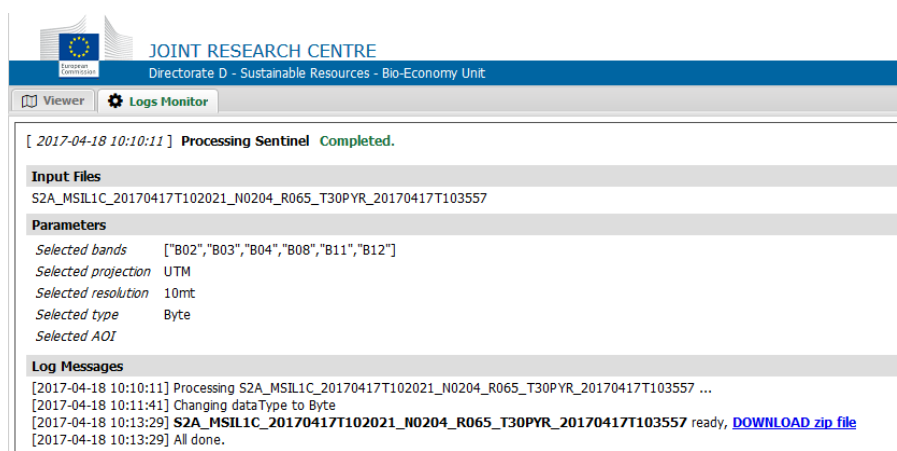 European
Commission
JOINT RESEARCH CENTRE
Directorate D - Sustainable Resources - Bio-Economy Unit
Viewer Logs Monitor
[ 2017-04-18 10:10:11 ] Processing Sentinel Completed.
Input Files
S2A_MSIL1C_20170417T102021_N0204_R065_T30PYR_20170417T103557
Parameters
Selected bands ["B02","B03","B04","B08","B11","B12"]
Selected projection UTM
Selected resolution 10mt
Selected type Byte
Selected AOI
Log Messages
[2017-04-18 10:10:11] Processing S2A_MSIL1C_20170417T102021_N0204_R065_T30PYR_20170417T103557 ...
[2017-04-18 10:11:41] Changing dataType to Byte
[2017-04-18 10:13:29] S2A_MSIL1C_20170417T102021_N0204_R065_T30PYR_20170417T103557 ready, DOWNLOAD zip file
[2017-04-18 10:13:29] All done.